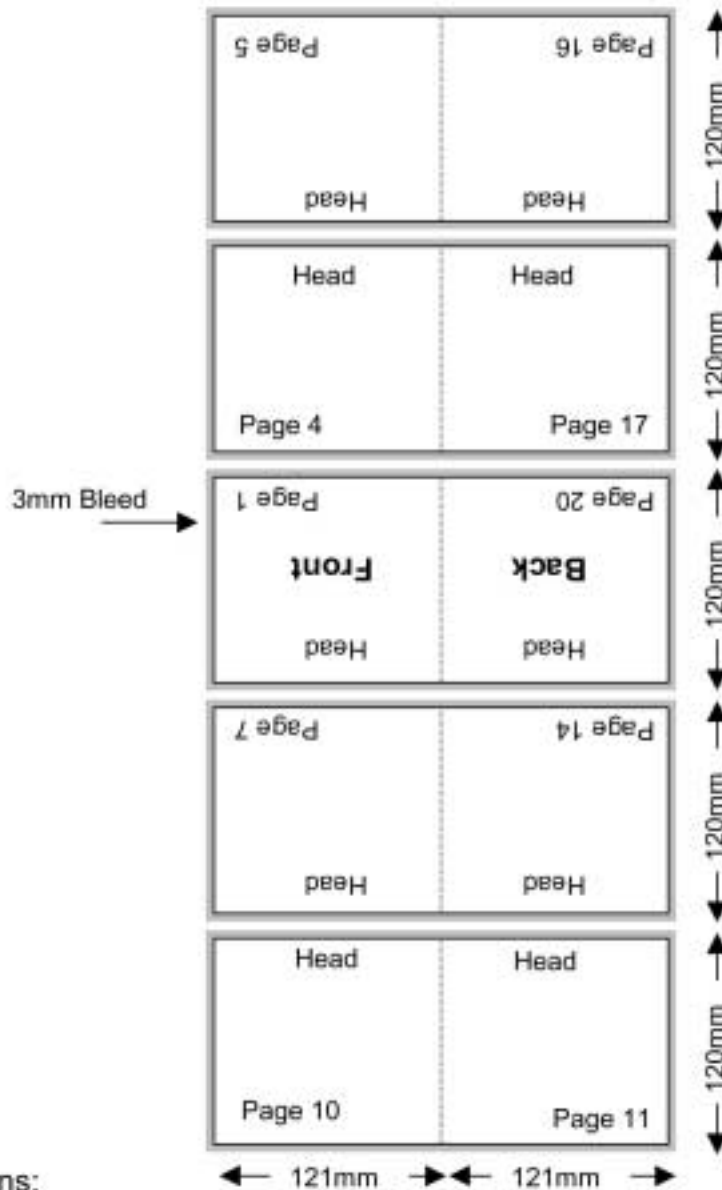 Page 5 Page 16
120mm
Head Head
Head Head
120mm
Page 4 Page 17
3mm Bleed
Page 1 Page 20
Front Back
120mm
Head Head
Page 7 Page 14
120mm
Head Head
Head Head
120mm
Page 10 Page 11
ns:
121mm 121mm